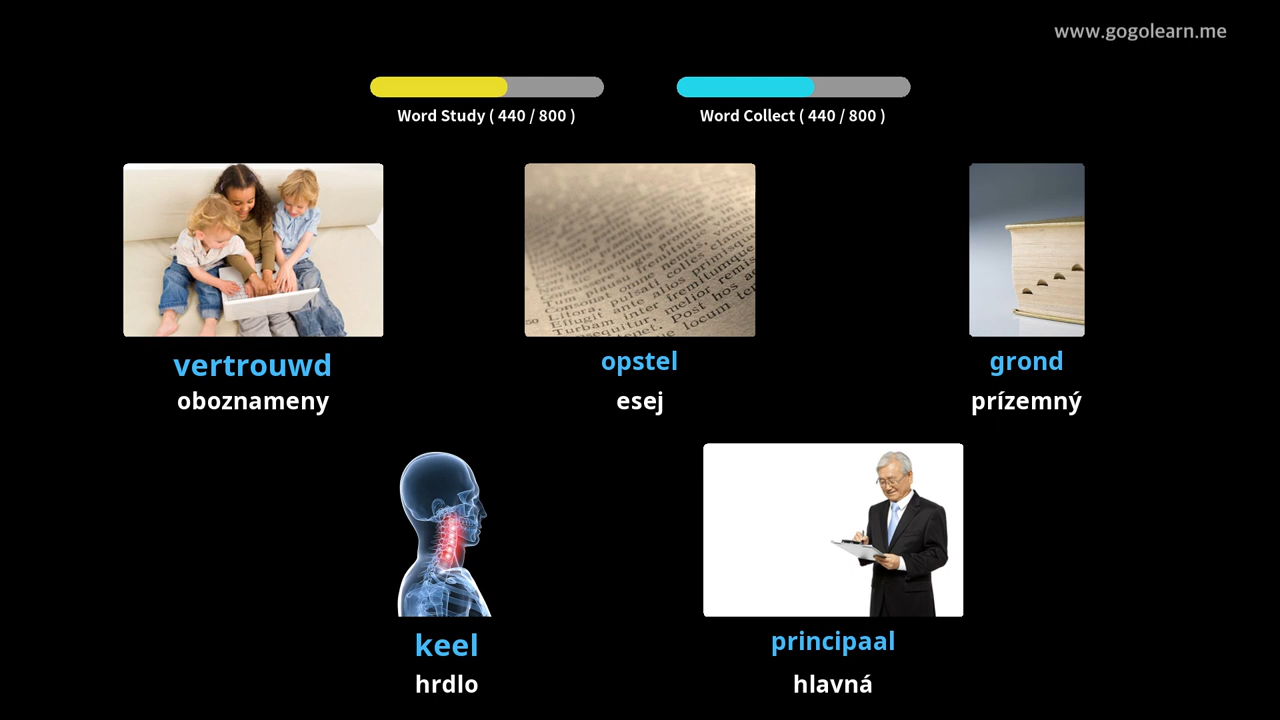 www.gogolearn.me
Word Study ( 440 / 800 )
Word Collect ( 440 / 800 )
vertrouwd
oboznameny
opstel
esej
grond
prízemný
keel
hrdlo
principaal
hlavná